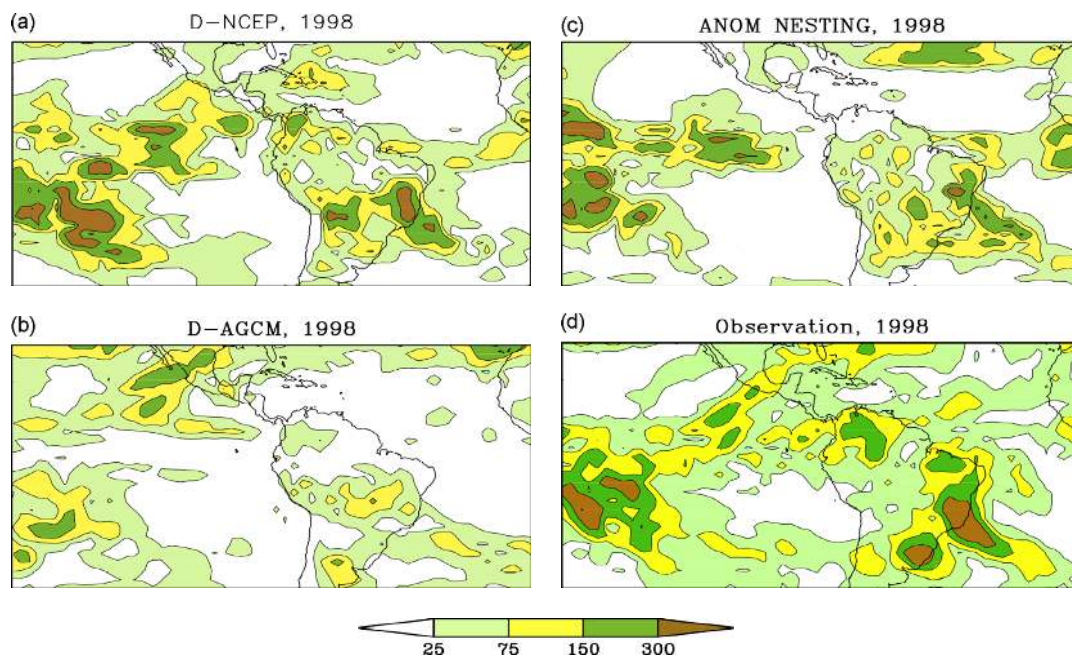 (a) D-NCEP, 1998
(c) ANOM NESTING, 1998
(b) D-AGCM, 1998
(d) Observation, 1998
25 75 150 300